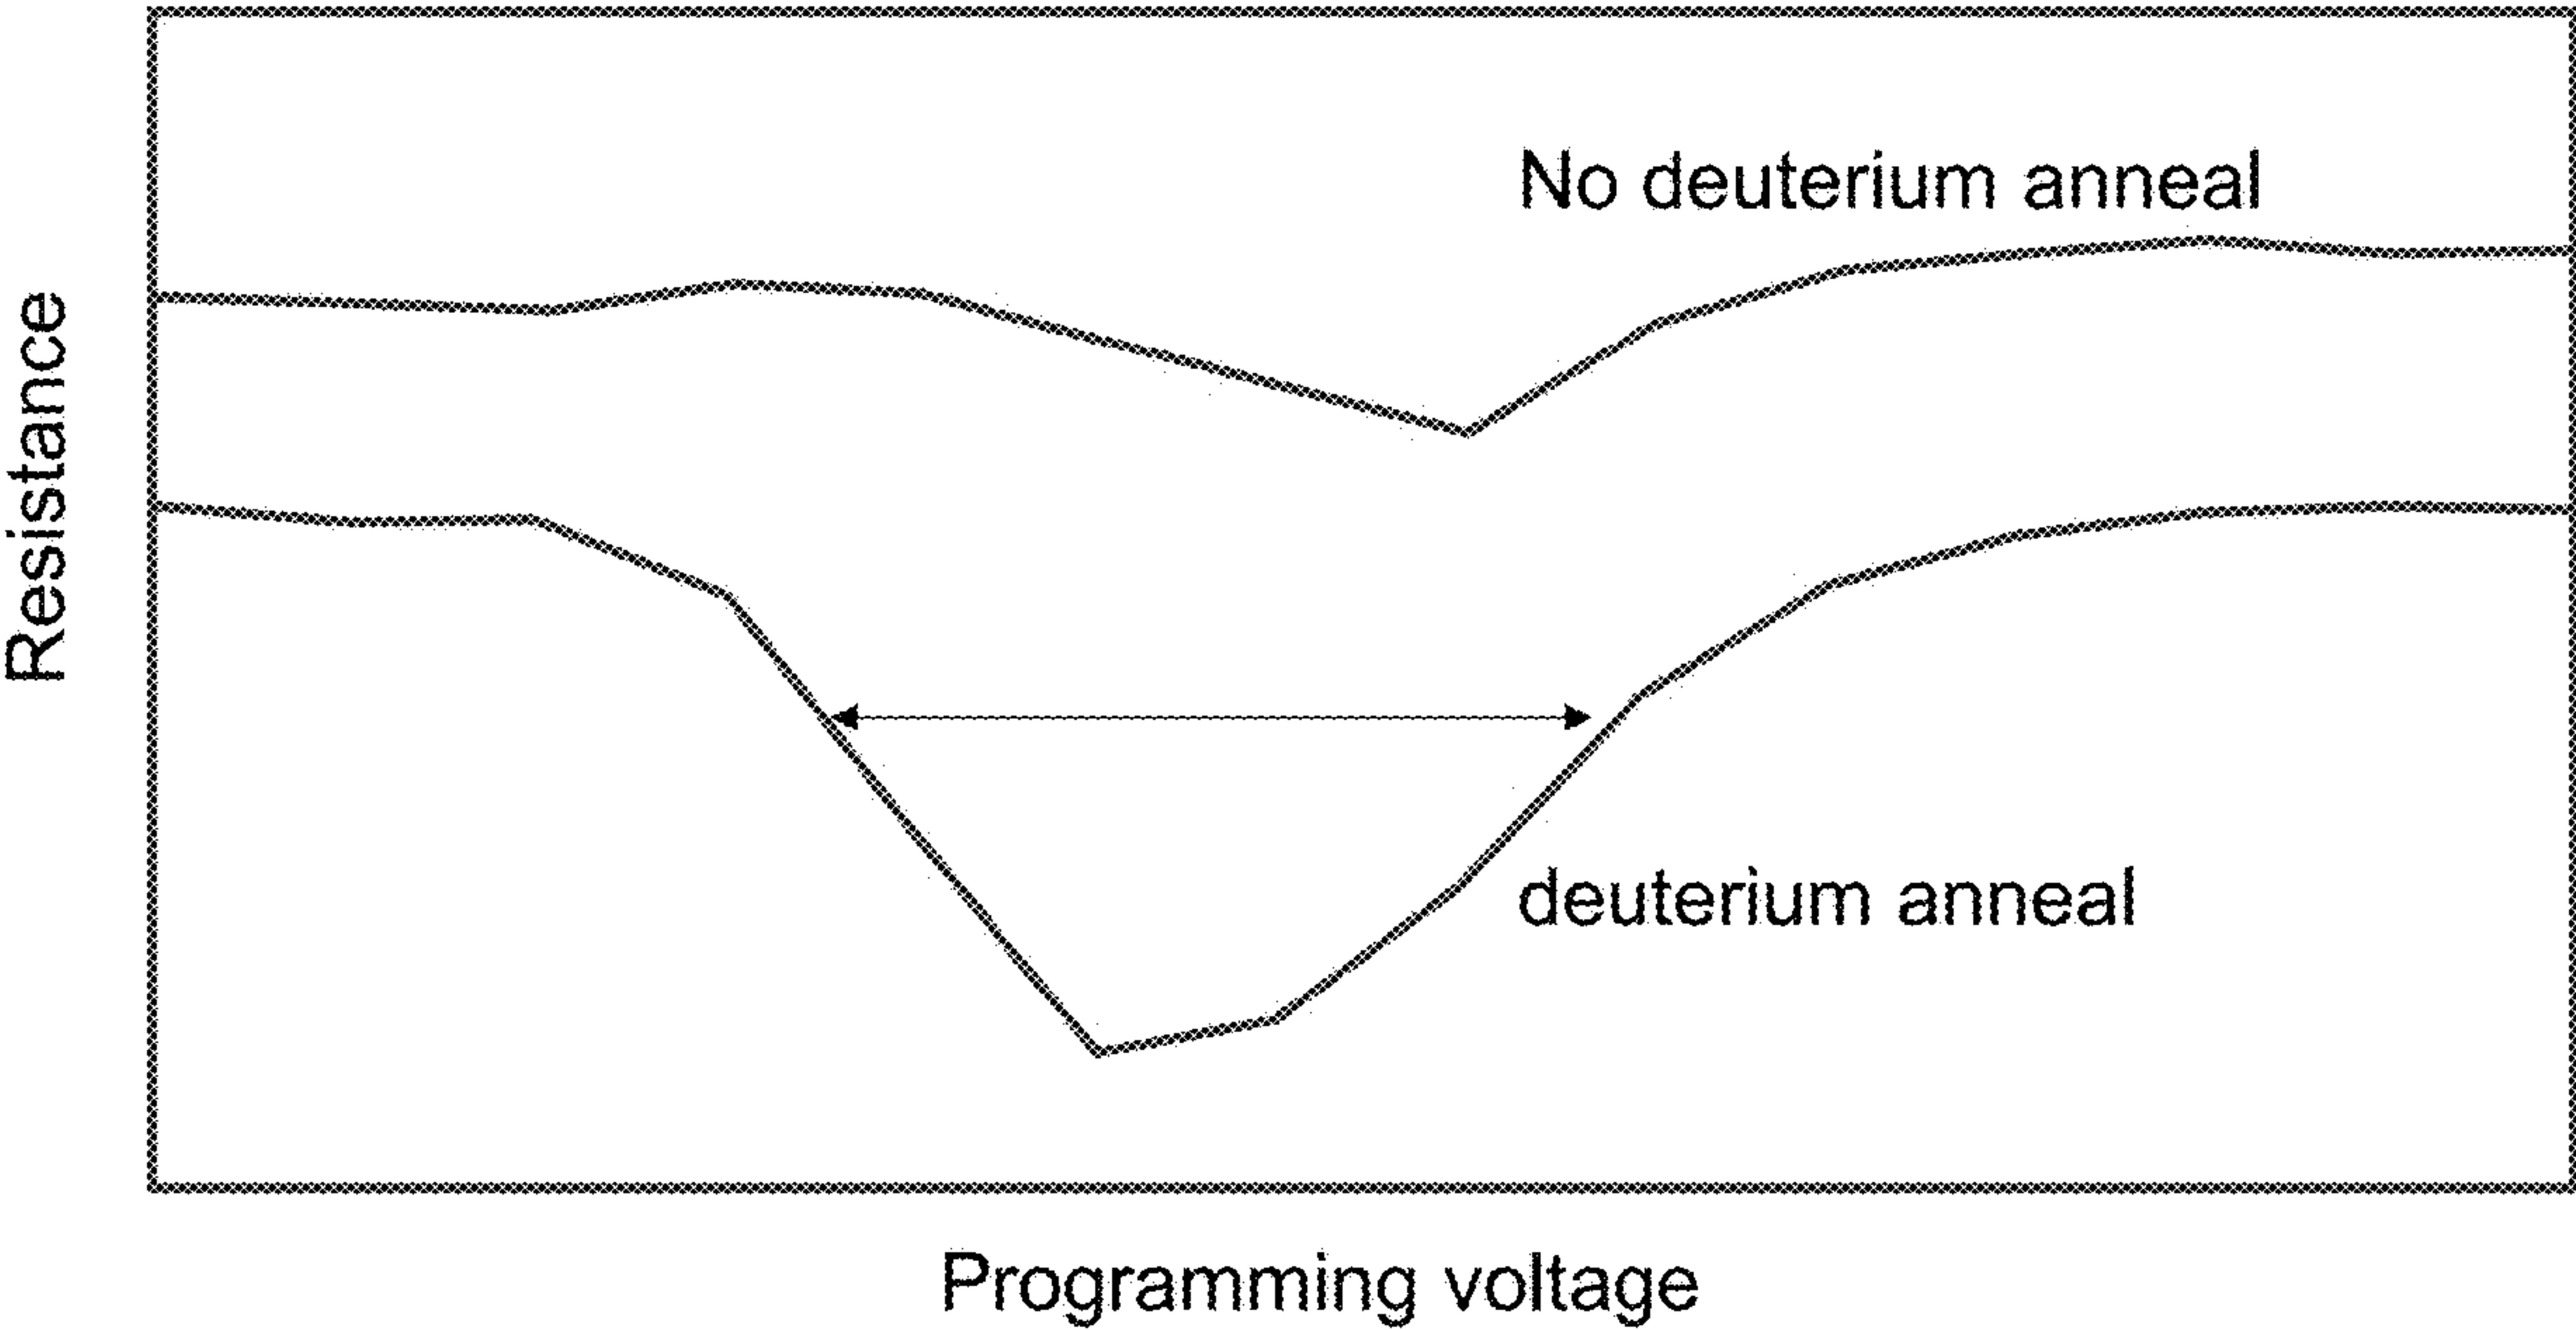 Resistance
No deuterium anneal
deuterium anneal
Programming voltage